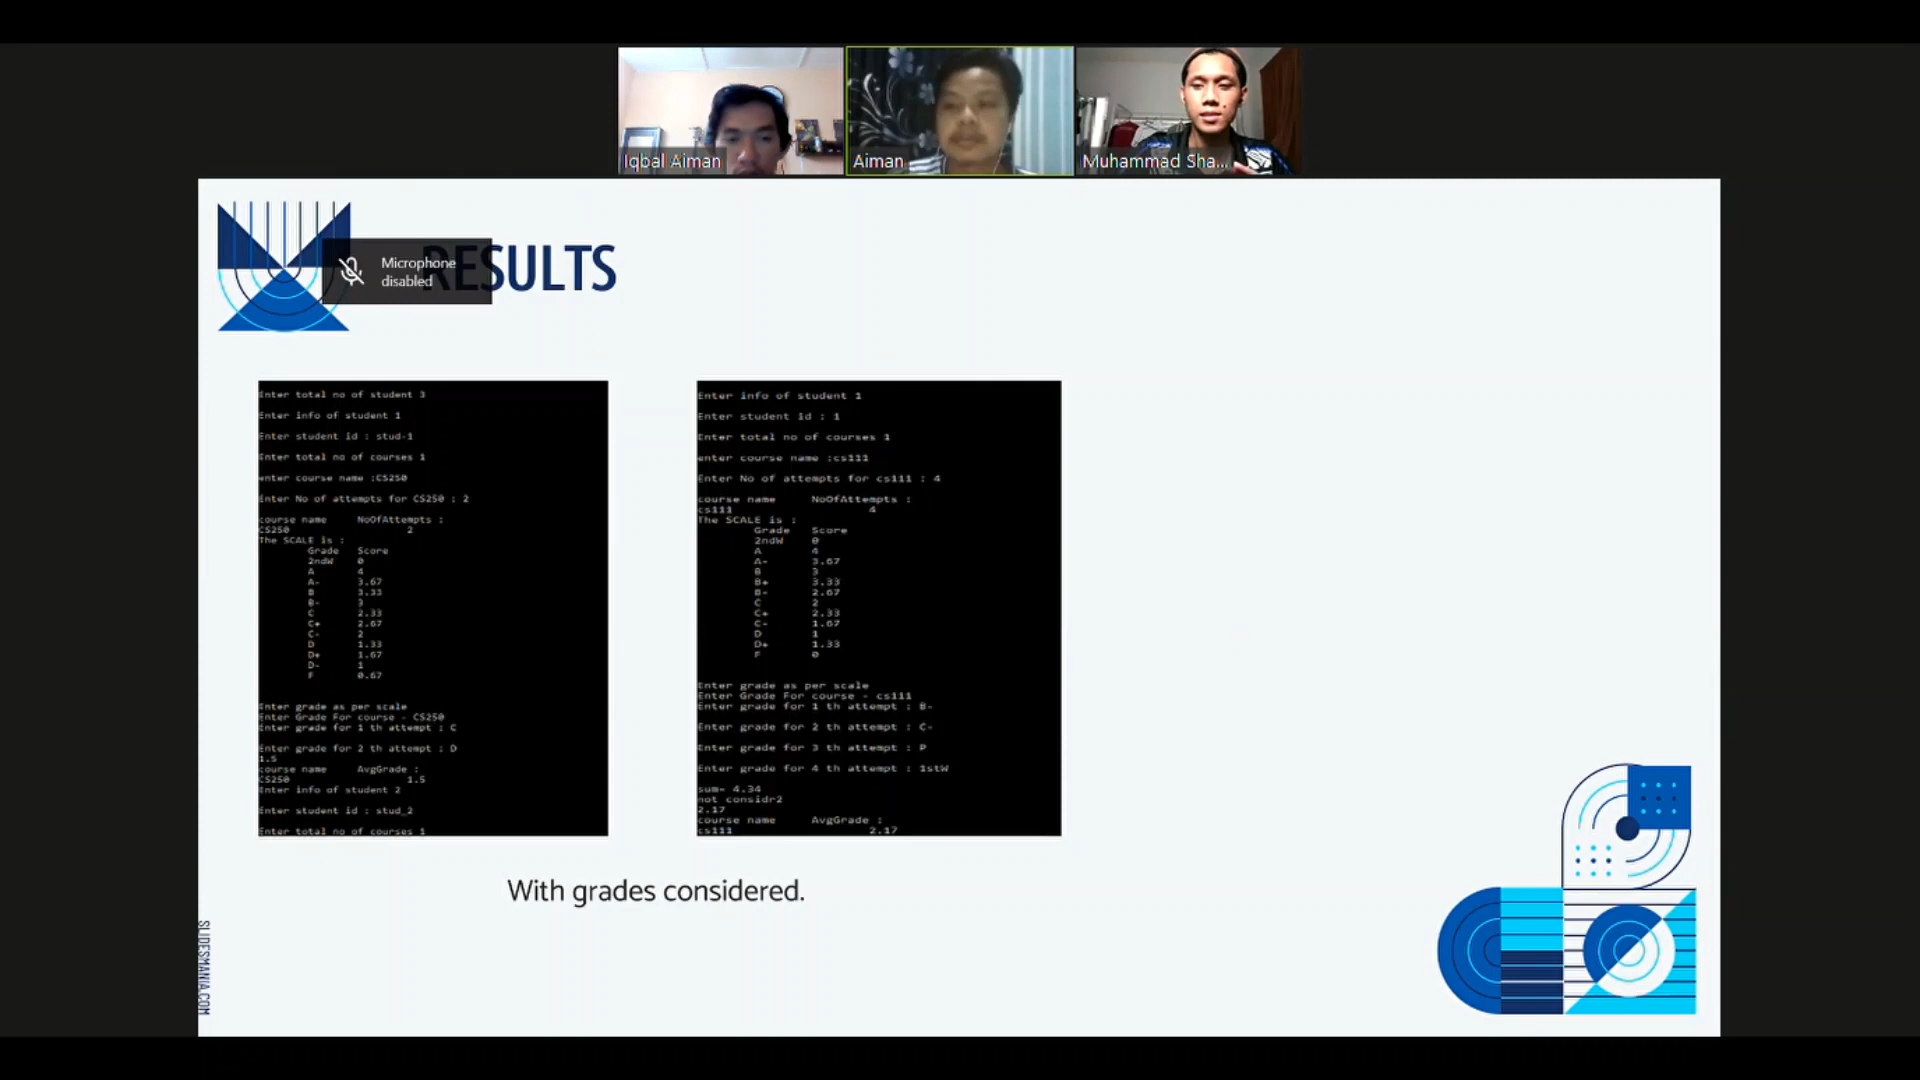 Iqbal Aiman
Aiman
Muhammad Sha...
Microphone
disabled
RESULTS
Enter total no of student 3
Enter info of student 1
Enter student id : stud-1
Enter total no of courses 1
enter course name :CS250
Enter No of attempts for CS250 : 2
course name NoOfAttempts :
CS250 2
The SCALE is :
Grade Score
2ndW 0
A 4
A- 3.67
B 3.33
B- 3
C 2.33
C+ 2.67
C- 2
D 1.33
D+ 1.67
D- 1
F 0.67
Enter grade as per scale
Enter Grade For course - CS250
Enter grade for 1 th attempt : C
Enter grade for 2 th attempt : D
1.5
course name AvgGrade :
CS250 1.5
Enter info of student 2
Enter student id : stud_2
Enter total no of courses 1
Enter info of student 1
Enter student id : 1
Enter total no of courses 1
enter course name :cs111
Enter No of attempts for cs111 : 4
course name NoOfAttempts :
cs111 4
The SCALE is :
Grade Score
2ndW 0
A 4
A- 3.67
B 3
B+ 3.33
B- 2.67
C 2
C+ 2.33
C- 1.67
D 1
D+ 1.33
F 0
Enter grade as per scale
Enter Grade For course - cs111
Enter grade for 1 th attempt : B-
Enter grade for 2 th attempt : C-
Enter grade for 3 th attempt : P
Enter grade for 4 th attempt : 1stW
sum= 4.34
not considr2
2.17
course name AvgGrade :
cs111 2.17
With grades considered.
SLIDESMANIA.COM